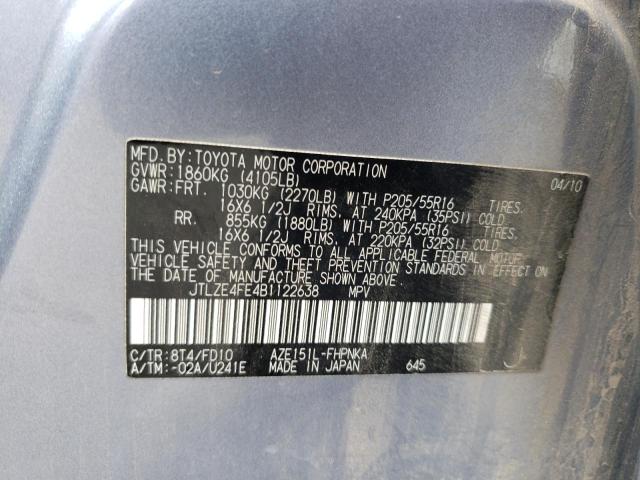 MFD.BY:TOYOTA MOTOR CORPORATION 04/10
GVWR:1860KG (4105LB)
GAWR:FRT. 1030KG (2270LB) WITH P205/55R16 TIRES,
16X6 1/2J RIMS, AT 240KPA (35PSI) COLD
RR. 855KG (1880LB) WITH P205/55R16 TIRES,
16X6 1/2J RIMS, AT 220KPA (32PSI) COLD
THIS VEHICLE CONFORMS TO ALL APPLICABLE FEDERAL MOTOR
VEHICLE SAFETY AND THEFT PREVENTION STANDARDS IN EFFECT ON
THE DATE OF MANUFACTURE SHOWN ABOVE.
JTLZE4FE4B1122638 MPV
C/TR:8T4/FD10 AZE151L-FHPNKA
A/TM:-02A/U241E MADE IN JAPAN 645